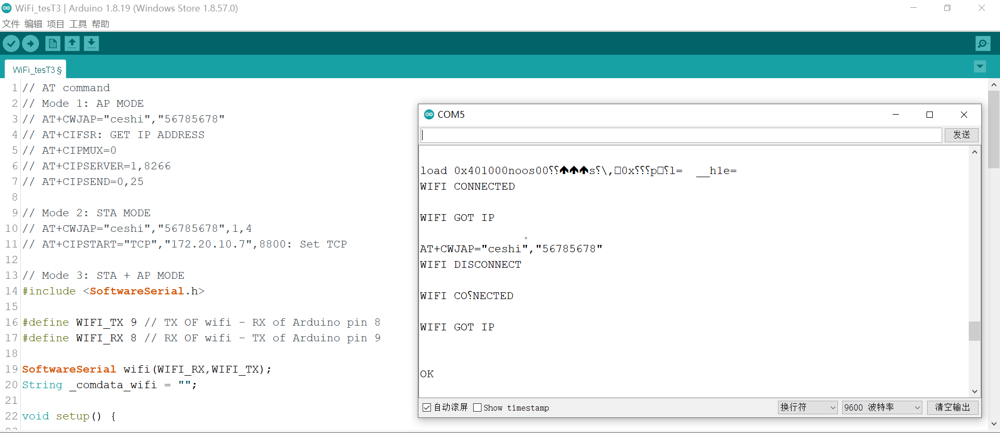 WiFi_tesT3 | Arduino 1.8.19 (Windows Store 1.8.57.0)
文件 编辑 项目 工具 帮助
WiFi_tesT3 §
1 // AT command
2 // Mode 1: AP MODE
3 // AT+CWJAP="ceshi","56785678"
4 // AT+CIFSR: GET IP ADDRESS
5 // AT+CIPMUX=0
6 // AT+CIPSERVER=1,8266
7 // AT+CIPSEND=0,25
8
9 // Mode 2: STA MODE
10 // AT+CWJAP="ceshi","56785678",1,4
11 // AT+CIPSTART="TCP","172.20.10.7",8800: Set TCP
12
13 // Mode 3: STA + AP MODE
14 #include <SoftwareSerial.h>
15
16 #define WIFI_TX 9 // TX OF wifi - RX of Arduino pin 8
17 #define WIFI_RX 8 // RX OF wifi - TX of Arduino pin 9
18
19 SoftwareSerial wifi(WIFI_RX,WIFI_TX);
20 String _comdata_wifi = "";
21
22 void setup() {
COM5
发送
load 0x401000noos00⸮⸮🡹🡹🡹s⸮\,□0x⸮⸮⸮p□⸮l=  __h1e=
WIFI CONNECTED
WIFI GOT IP
AT+CWJAP="ceshi","56785678"
WIFI DISCONNECT
WIFI CO⸮NECTED
WIFI GOT IP
OK
自动滚屏 Show timestamp 换行符 9600 波特率 清空输出